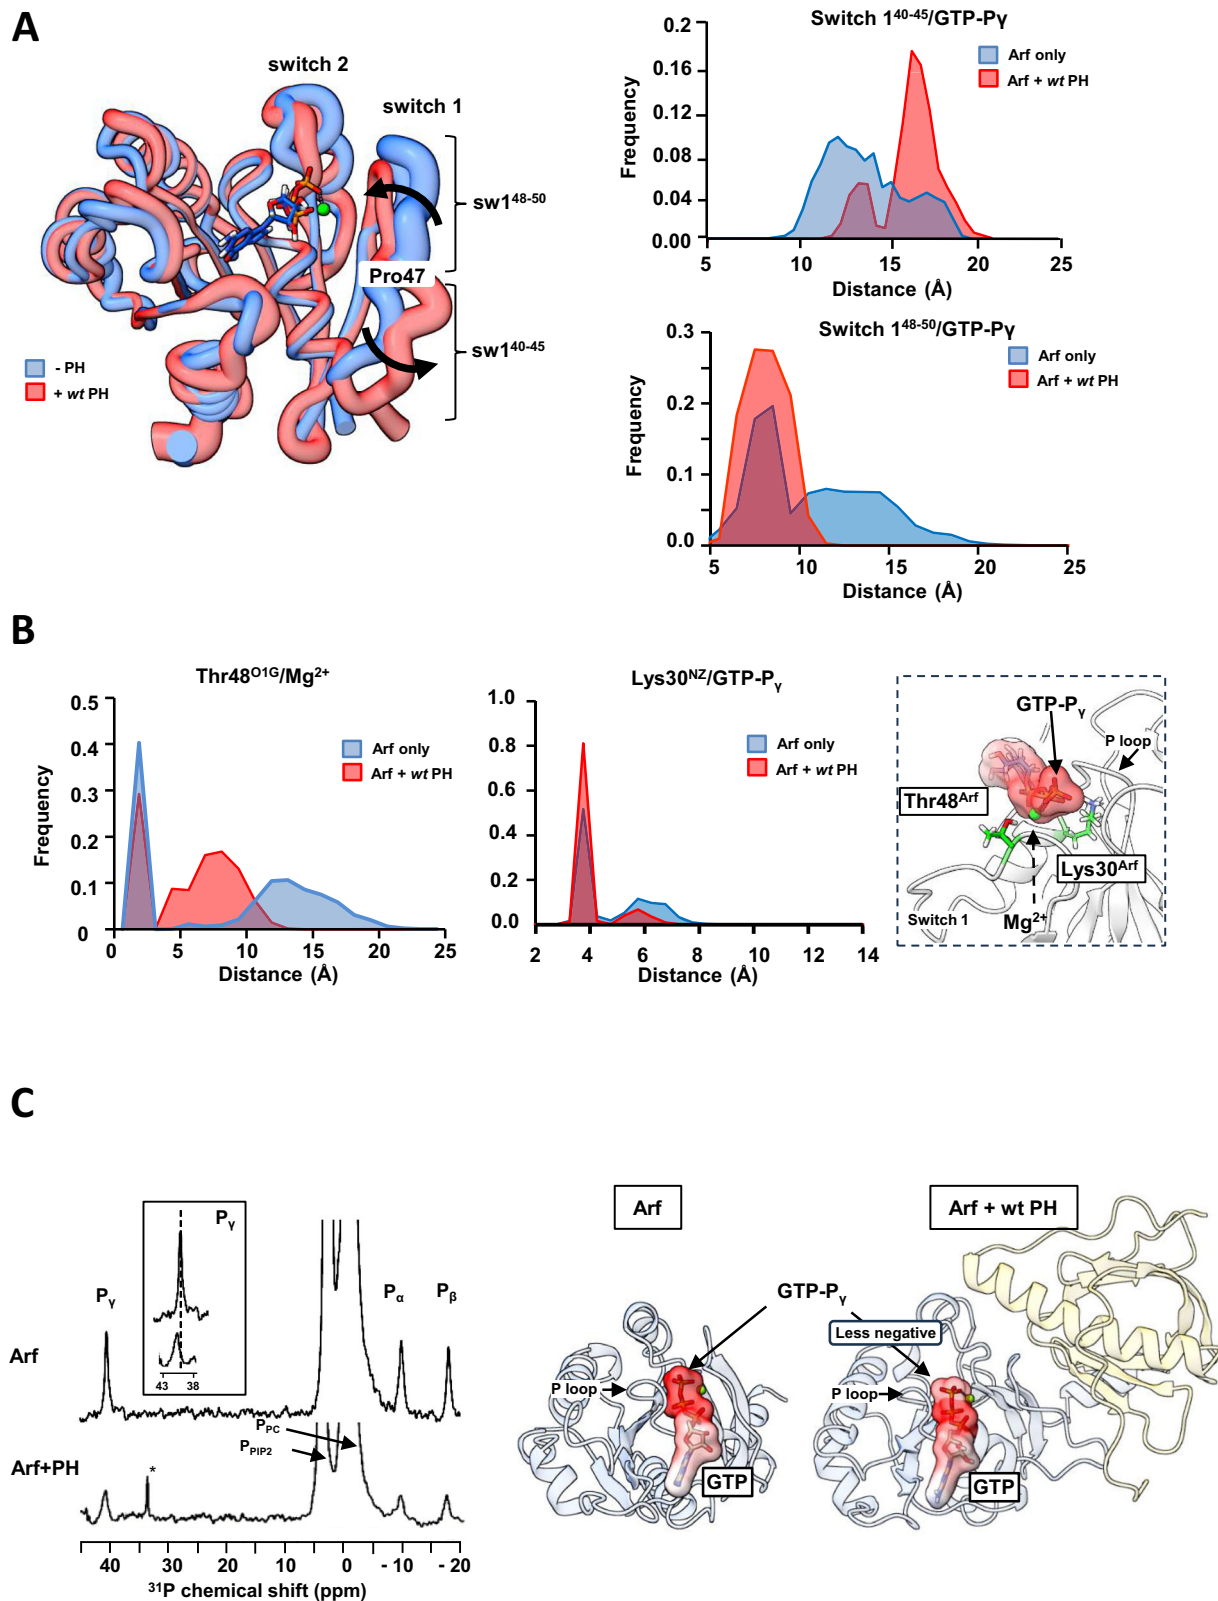 A
switch 2
switch 1
sw1⁴⁸⁻⁵⁰
Pro47
sw1⁴⁰⁻⁴⁵
- PH
+ wt PH
Switch 1⁴⁰⁻⁴⁵/GTP-Pγ
Arf only
Arf + wt PH
Frequency
0.2
0.16
0.12
0.08
0.04
0.00
5 10 15 20 25
Distance (Å)
Switch 1⁴⁸⁻⁵⁰/GTP-Pγ
Arf only
Arf + wt PH
Frequency
0.3
0.2
0.1
0.0
5 10 15 20 25
Distance (Å)
B
Thr48ᴼ¹ᴳ/Mg²⁺
Arf only
Arf + wt PH
Frequency
0.5
0.4
0.3
0.2
0.1
0
0 5 10 15 20 25
Distance (Å)
Lys30ᴺᶻ/GTP-Pγ
Arf only
Arf + wt PH
1.0
0.8
0.6
0.4
0.2
0.0
2 4 6 8 10 12 14
Distance (Å)
GTP-Pγ
P loop
Thr48ᴬʳᶠ
Lys30ᴬʳᶠ
Switch 1
Mg²⁺
C
Pγ
43 38
Pγ
Pα
Pβ
Arf
P_PC
P_PIP2
Arf+PH
*
40 30 20 10 0 - 10 - 20
³¹P chemical shift (ppm)
Arf
Arf + wt PH
GTP-Pγ
Less negative
P loop
P loop
GTP
GTP